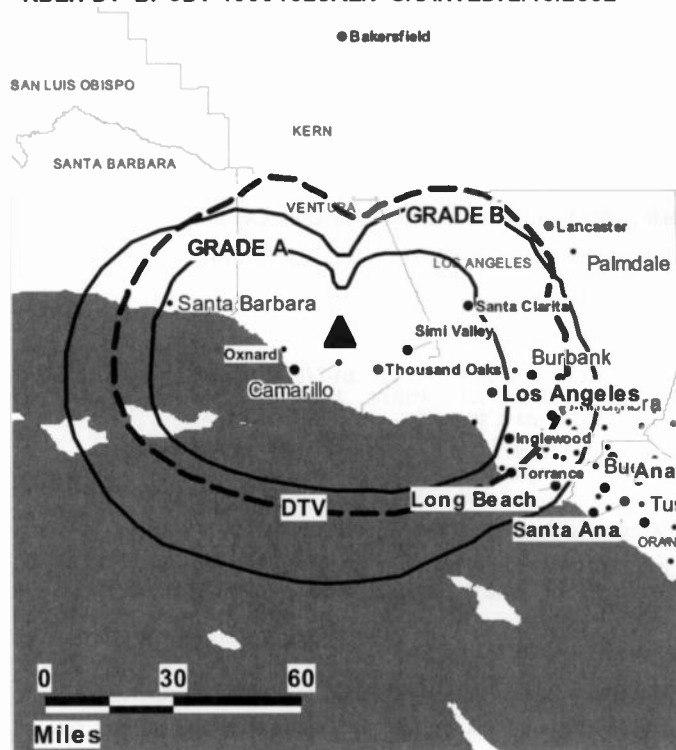 Bakersfield
SAN LUIS OBISPO
KERN
SANTA BARBARA
VENTURA
GRADE B
Lancaster
GRADE A
LOS ANGELES
Palmdale
Santa Barbara
Santa Clarita
Simi Valley
Oxnard
Burbank
Thousand Oaks
Camarillo
Los Angeles
Inglewood
Torrance
DTV
Long Beach
Santa Ana
0 30 60
Miles